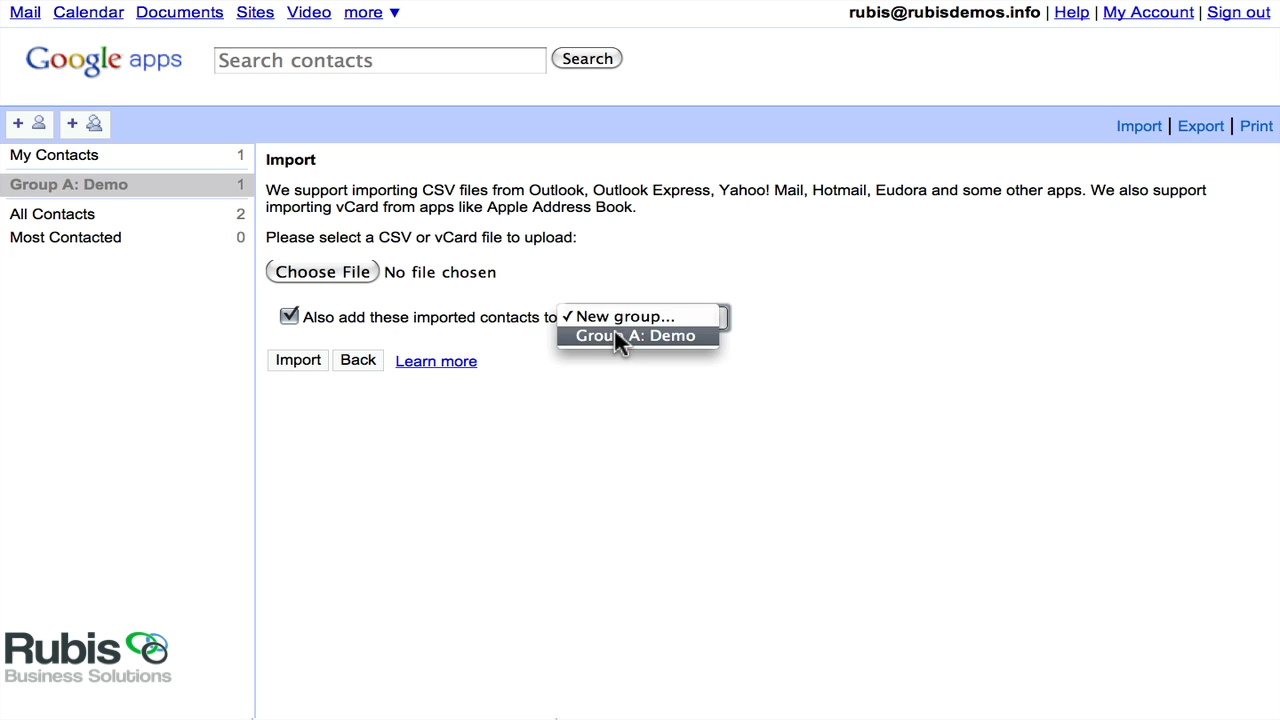 Mail Calendar Documents Sites Video more ▼ rubis@rubisdemos.info | Help | My Account | Sign out
Google apps Search contacts Search
+ + Import | Export | Print
My Contacts 1
Group A: Demo 1
All Contacts 2
Most Contacted 0
Import
We support importing CSV files from Outlook, Outlook Express, Yahoo! Mail, Hotmail, Eudora and some other apps. We also support
importing vCard from apps like Apple Address Book.
Please select a CSV or vCard file to upload:
Choose File No file chosen
Also add these imported contacts to ✓ New group...
Group A: Demo
Import Back Learn more
Rubis
Business Solutions